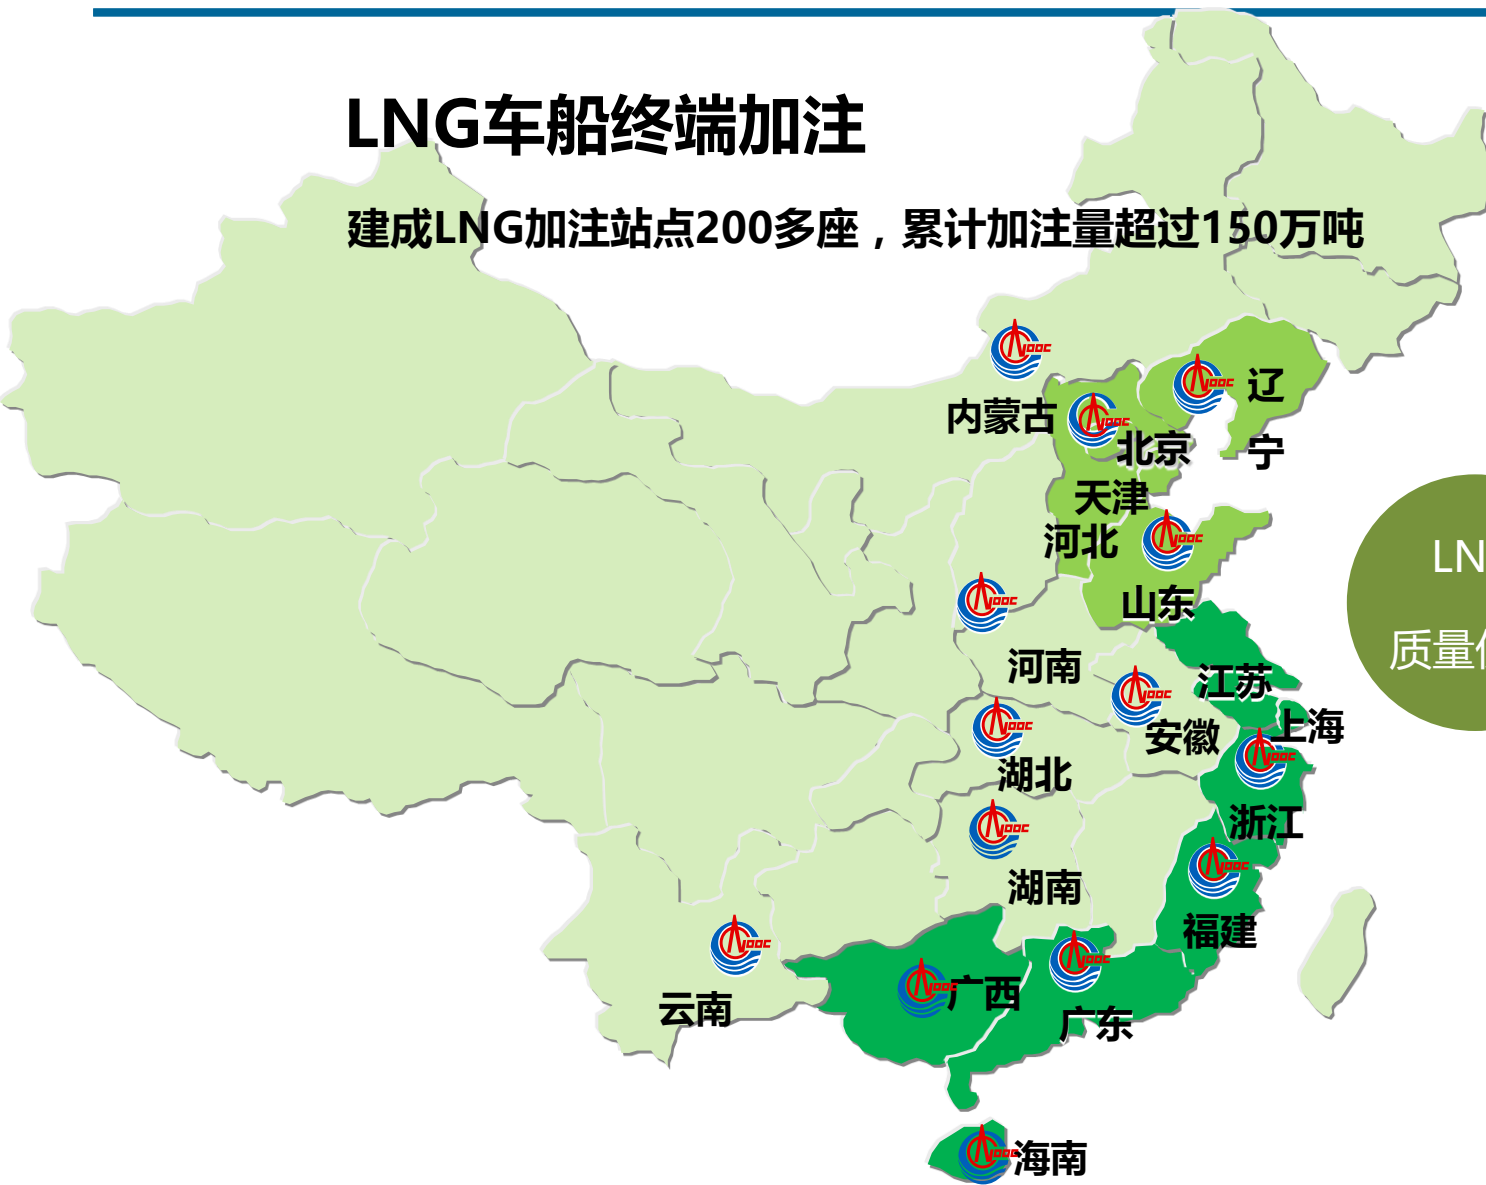 LNG车船终端加注
建成LNG加注站点200多座，累计加注量超过150万吨
内蒙古
辽
宁
北京
天津
河北
山东
LN
质量
河南
江苏
上海
安徽
湖北
浙江
湖南
福建
云南
广西
广东
海南